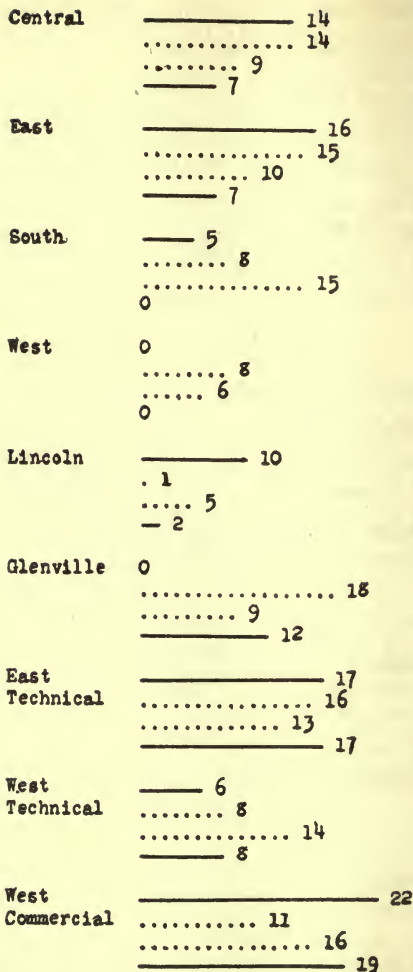 Central 14
14
9
7
East 16
15
10
7
South 5
8
15
0
West 0
8
6
0
Lincoln 10
1
5
2
Glenville 0
18
9
12
East 17
Technical 16
13
17
West 6
Technical 8
14
8
West 22
Commercial 11
16
19